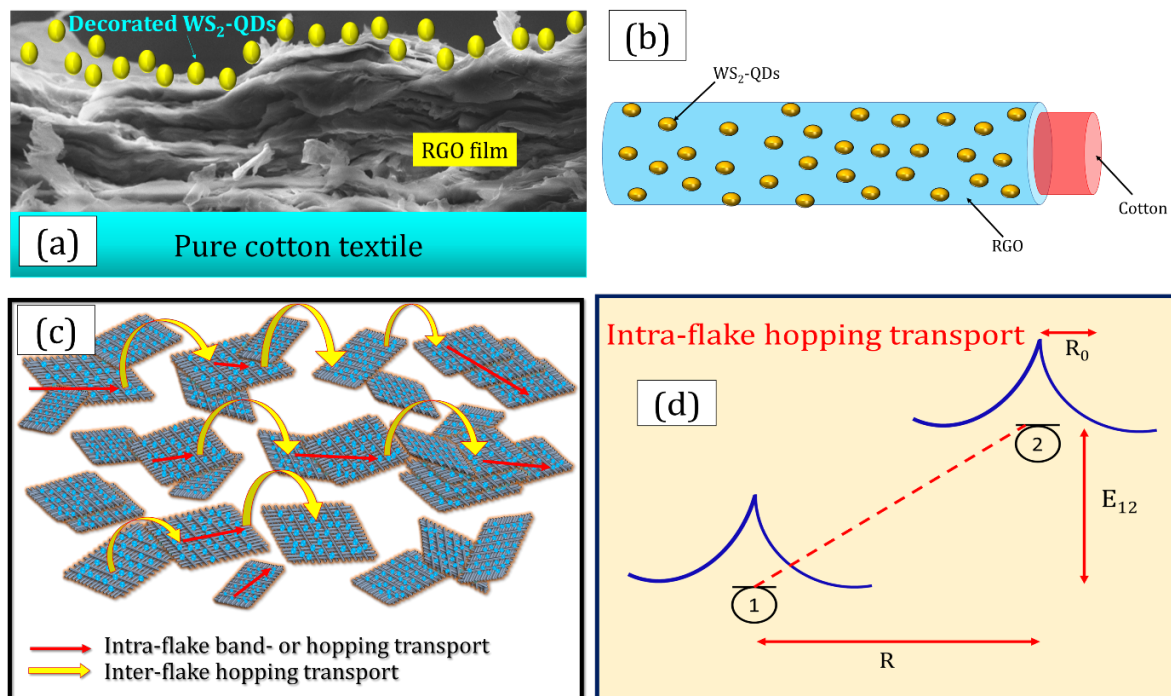 Decorated WS₂-QDs
RGO film
(a)
Pure cotton textile
(b)
WS₂-QDs
Cotton
RGO
(c)
Intra-flake band- or hopping transport
Inter-flake hopping transport
Intra-flake hopping transport
R₀
(d)
2
E₁₂
1
R